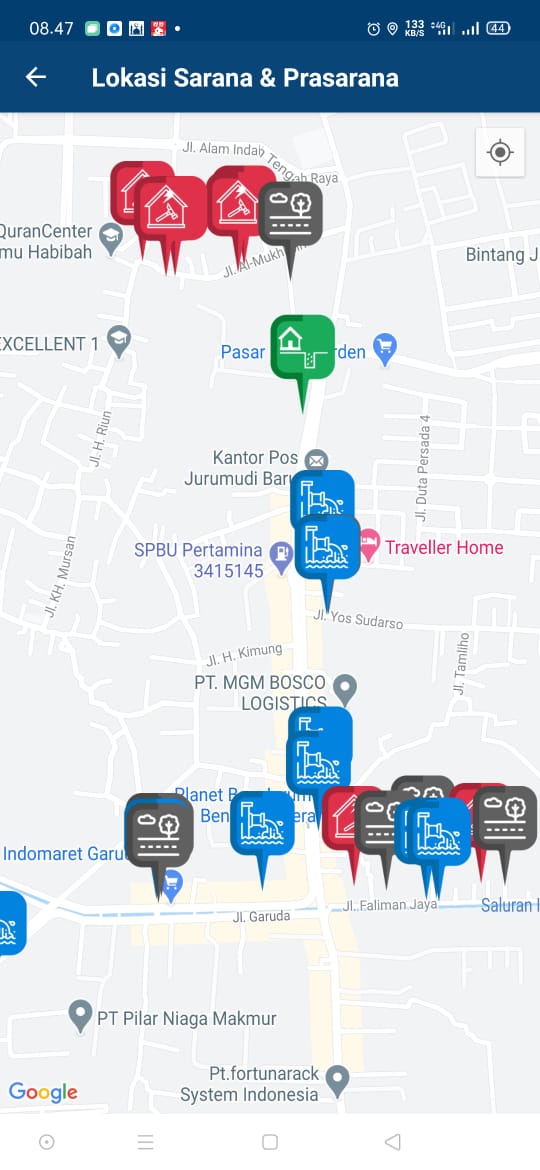 08.47
133
KB/S
4G
44
Lokasi Sarana & Prasarana
Jl. Alam Indah
Tengah Raya
QuranCenter
mu Habibah
Bintang J
Jl. Al-Mukh
EXCELLENT 1
Pasar
rden
Jl. H. Riun
Jl. Duta Persada 4
Kantor Pos
Jurumudi Baru
SPBU Pertamina
3415145
Traveller Home
Jl. KH. Mursan
Jl. Yos Sudarso
Jl. H. Kimung
Jl. Tamliho
PT. MGM BOSCO
LOGISTICS
Planet B
um
Ben
era
Indomaret Garu
Jl. Garuda
Jl. Faliman Jaya
Saluran I
PT Pilar Niaga Makmur
Pt.fortunarack
System Indonesia
Google